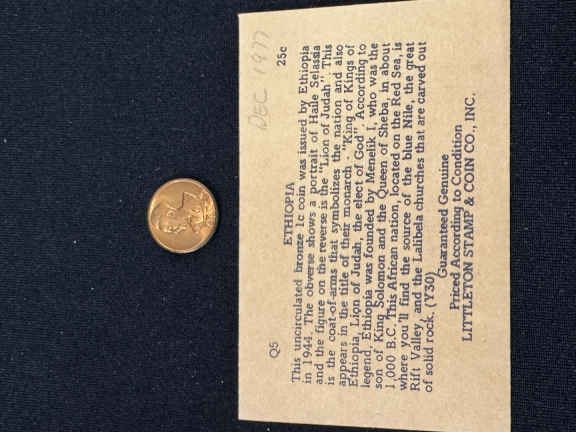 DEC 1977
Q5 25c
ETHIOPIA
This uncirculated bronze 1c coin was issued by Ethiopia
in 1944. The obverse shows a portrait of Haile Selassia
and the figure on the reverse is the "Lion of Judah". This
is the coat-of-arms that symbolizes the nation and also
appears in the title of their monarch - "King of Kings of
Ethiopia, Lion of Judah, the elect of God". According to
legend, Ethiopia was founded by Menelik I, who was the
son of King Solomon and the Queen of Sheba, in about
1,000 B.C. This African nation, located on the Red Sea, is
where you'll find the source of the blue Nile, the great
Rift Valley, and the Lalibela churches that are carved out
of solid rock. (Y30)
Guaranteed Genuine
Priced According to Condition
LITTLETON STAMP & COIN CO., INC.